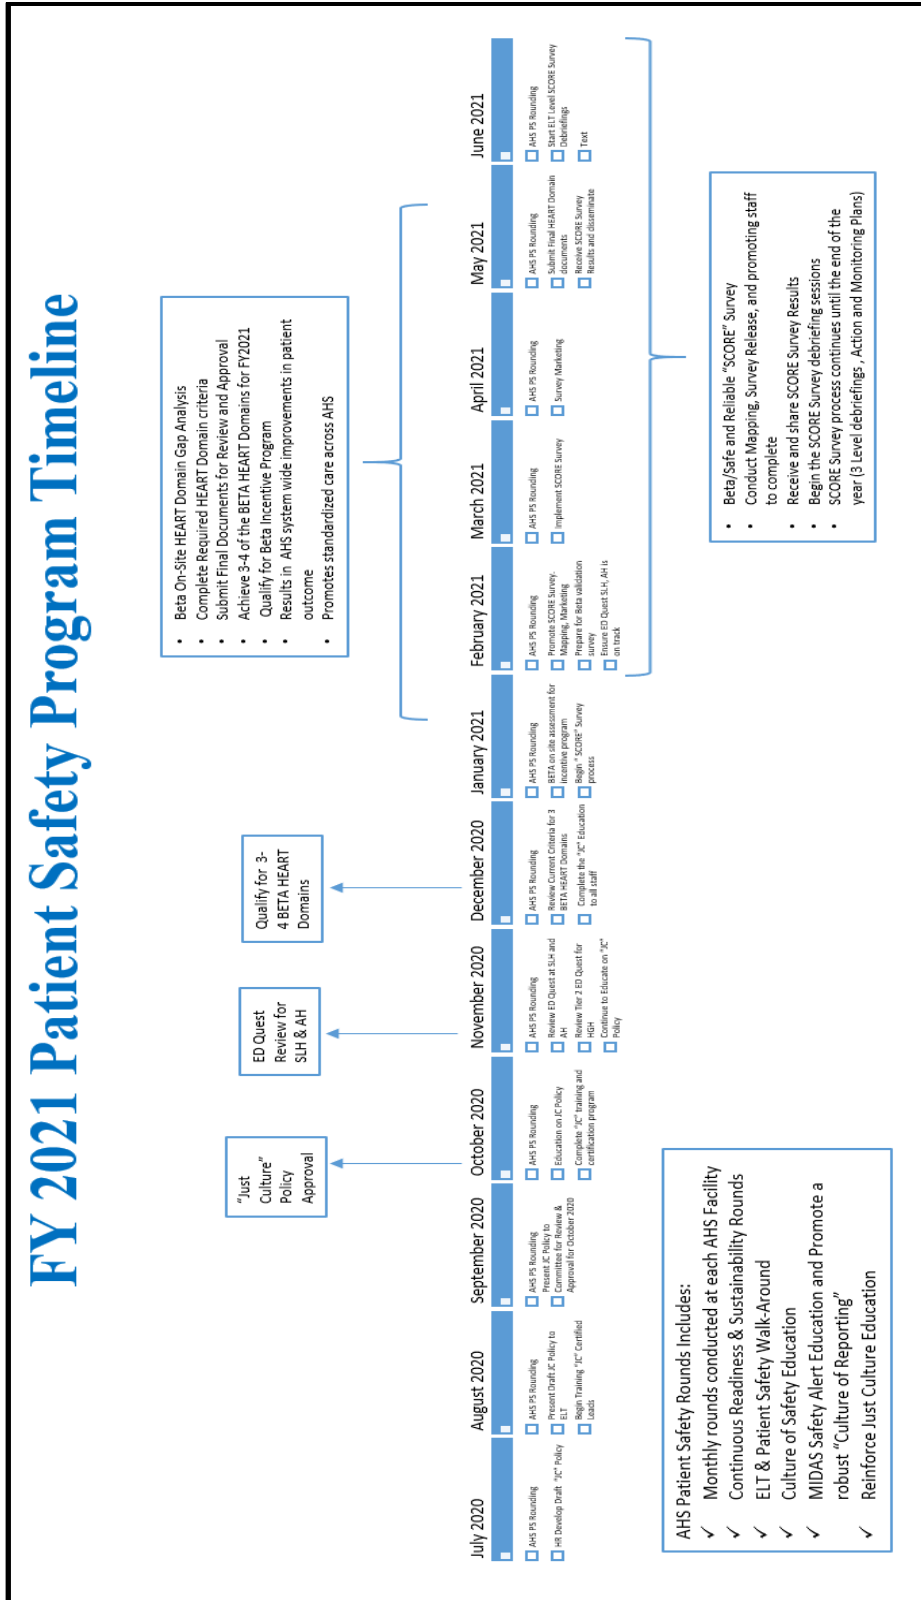 FY 2021 Patient Safety Program Timeline
"Just
Culture"
Policy
Approval
ED Quest
Review for
SLH & AH
Qualify for 3-
4 BETA HEART
Domains
• Beta On-Site HEART Domain Gap Analysis
• Complete Required HEART Domain criteria
• Submit Final Documents for Review and Approval
• Achieve 3-4 of the BETA HEART Domains for FY2021
• Qualify for Beta Incentive Program
• Results in AHS system wide improvements in patient
outcome
• Promotes standardized care across AHS
July 2020
AHS PS Rounding
HR Develop Draft "JC" Policy
August 2020
AHS PS Rounding
Present Draft JC Policy to
ELT
Begin Training "JC" Certified
Leads
September 2020
AHS PS Rounding
Present JC Policy to
Committee for Review &
Approval for October 2020
October 2020
AHS PS Rounding
Education on JC Policy
Complete "JC" training and
certification program
November 2020
AHS PS Rounding
Review ED Quest at SLH and
AH
Review Tier 2 ED Quest for
HGH
Continue to Educate on "JC"
Policy
December 2020
AHS PS Rounding
Review Current Criteria for 3
BETA HEART Domains
Complete the "JC" Education
to all staff
January 2021
AHS PS Rounding
BETA on site assessment for
incentive program
Begin " SCORE" Survey
process
February 2021
AHS PS Rounding
Promote SCORE Survey.
Mapping, Marketing
Prepare for Beta validation
survey
Ensure ED Quest SLH, AH is
on track
March 2021
AHS PS Rounding
Implement SCORE Survey
April 2021
AHS PS Rounding
Survey Marketing
May 2021
AHS PS Rounding
Submit Final HEART Domain
documents
Receive SCORE Survey
Results and disseminate
June 2021
AHS PS Rounding
Start ELT Level SCORE Survey
Debriefings
Text
AHS Patient Safety Rounds Includes:
✓ Monthly rounds conducted at each AHS Facility
✓ Continuous Readiness & Sustainability Rounds
✓ ELT & Patient Safety Walk-Around
✓ Culture of Safety Education
✓ MIDAS Safety Alert Education and Promote a
robust "Culture of Reporting"
✓ Reinforce Just Culture Education
• Beta/Safe and Reliable "SCORE" Survey
• Conduct Mapping, Survey Release, and promoting staff
to complete
• Receive and share SCORE Survey Results
• Begin the SCORE Survey debriefing sessions
• SCORE Survey process continues until the end of the
year (3 Level debriefings , Action and Monitoring Plans)